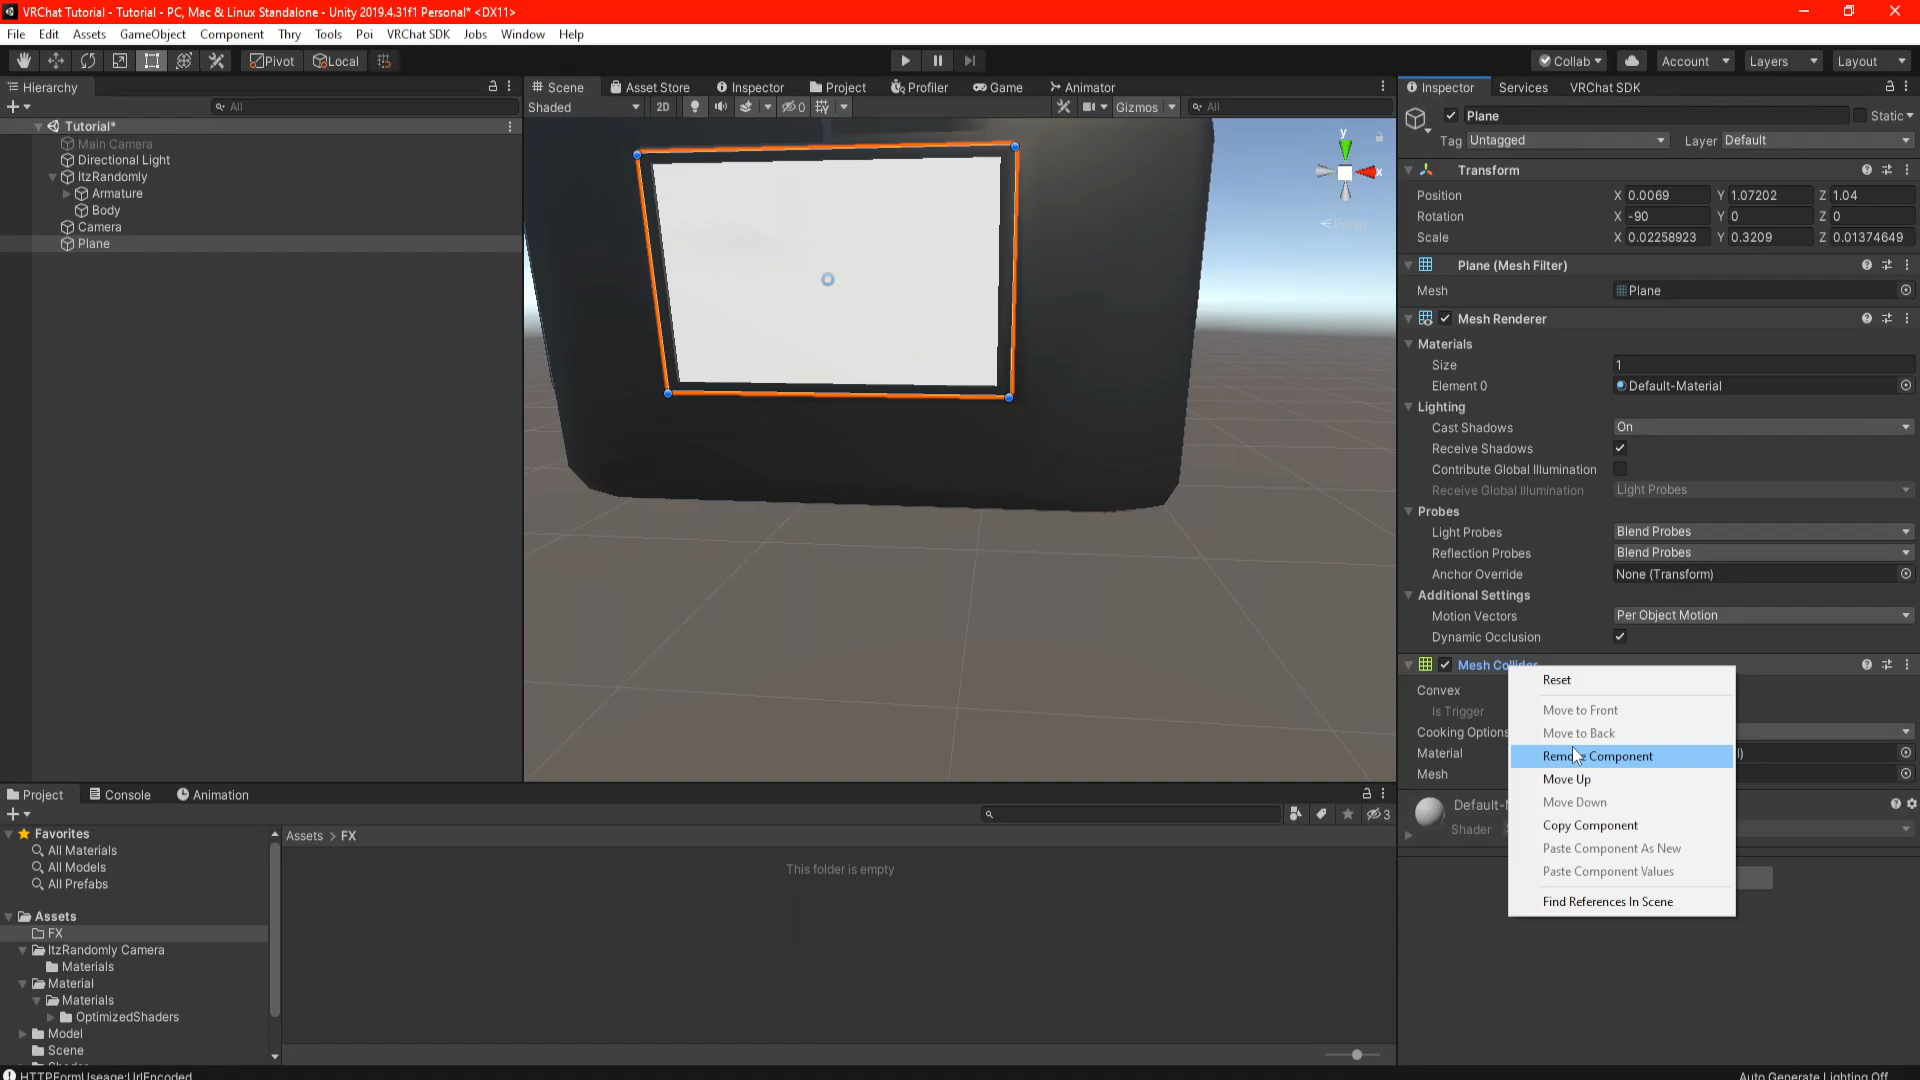 VRChat Tutorial - Tutorial - PC, Mac & Linux Standalone - Unity 2019.4.31f1 Personal* <DX11>
File Edit Assets GameObject Component Thry Tools Poi VRChat SDK Jobs Window Help
Pivot Local Collab Account Layers Layout
Hierarchy
All
Tutorial*
Main Camera
Directional Light
ItzRandomly
Armature
Body
Camera
Plane
Scene Asset Store Inspector Project Profiler Game Animator
Shaded 2D 0 Gizmos All
y
x
Persp
Inspector Services VRChat SDK
Plane Static
Tag Untagged Layer Default
Transform
Position X 0.0069 Y 1.07202 Z 1.04
Rotation X -90 Y 0 Z 0
Scale X 0.02258923 Y 0.3209 Z 0.01374649
Plane (Mesh Filter)
Mesh Plane
Mesh Renderer
Materials
Size 1
Element 0 Default-Material
Lighting
Cast Shadows On
Receive Shadows
Contribute Global Illumination
Receive Global Illumination Light Probes
Probes
Light Probes Blend Probes
Reflection Probes Blend Probes
Anchor Override None (Transform)
Additional Settings
Motion Vectors Per Object Motion
Dynamic Occlusion
Mesh Collider
Convex
Is Trigger
Cooking Options
Material
Mesh
Default-M
Shader
Reset
Move to Front
Move to Back
Remove Component
Move Up
Move Down
Copy Component
Paste Component As New
Paste Component Values
Find References In Scene
Project Console Animation
3
Favorites
All Materials
All Models
All Prefabs
Assets
FX
ItzRandomly Camera
Materials
Material
Materials
OptimizedShaders
Model
Scene
Assets > FX
This folder is empty
HTTPFormUseage:UrlEncoded
Auto Generate Lighting Off